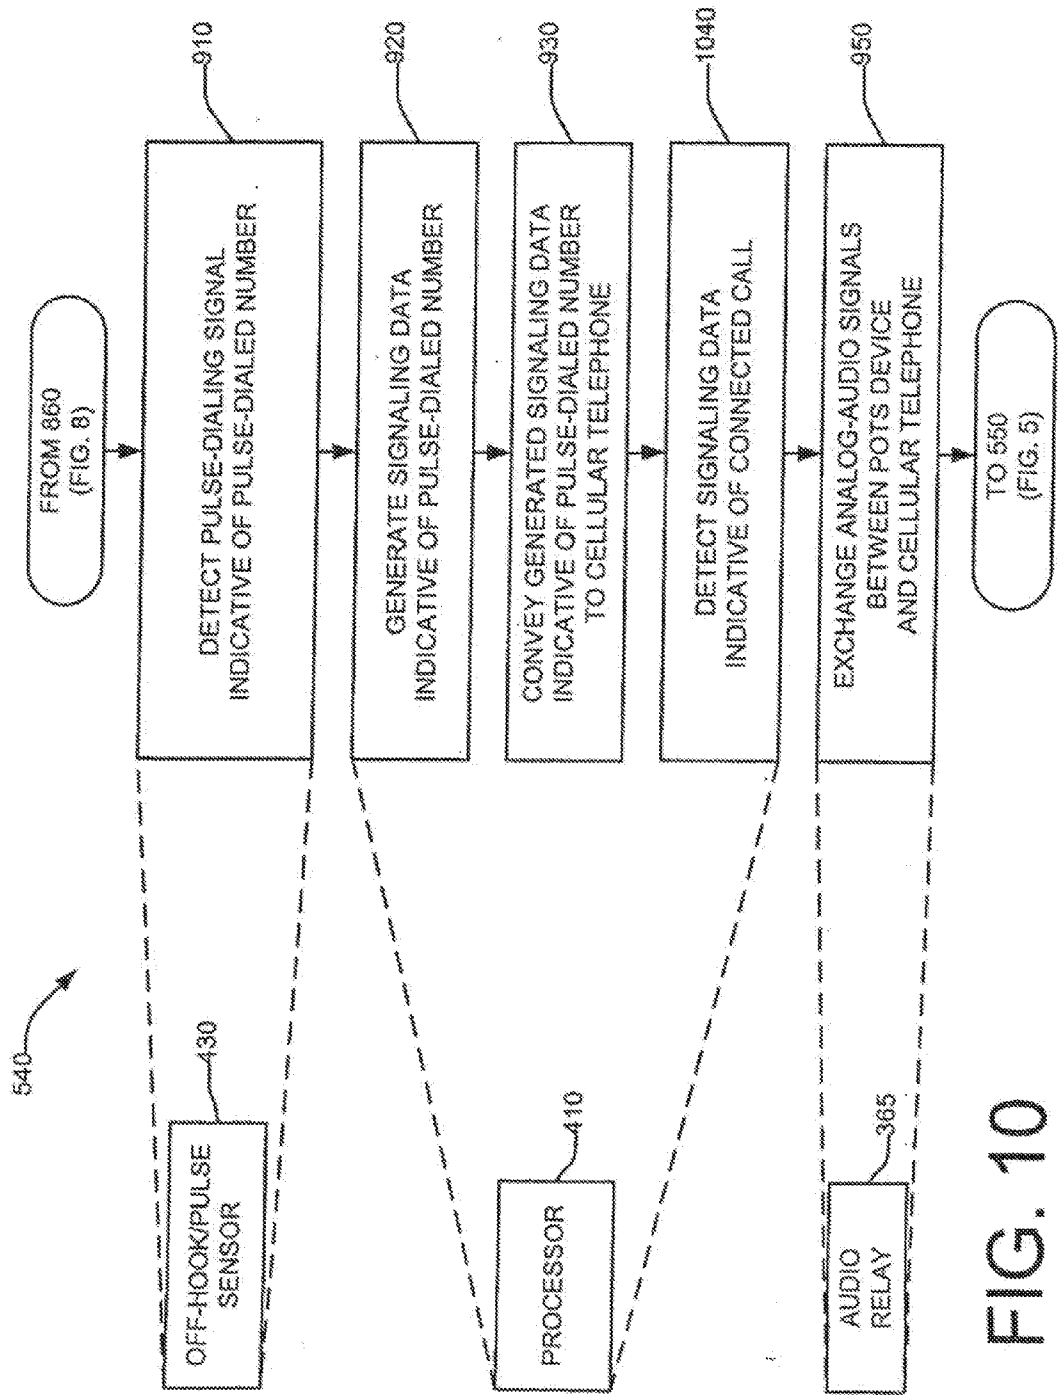 540
FROM 860
(FIG. 8)
910
DETECT PULSE-DIALING SIGNAL
INDICATIVE OF PULSE-DIALED NUMBER
OFF-HOOK/PULSE
SENSOR
430
920
GENERATE SIGNALING DATA
INDICATIVE OF PULSE-DIALED NUMBER
930
CONVEY GENERATED SIGNALING DATA
INDICATIVE OF PULSE-DIALED NUMBER
TO CELLULAR TELEPHONE
PROCESSOR
410
1040
DETECT SIGNALING DATA
INDICATIVE OF CONNECTED CALL
950
EXCHANGE ANALOG-AUDIO SIGNALS
BETWEEN POTS DEVICE
AND CELLULAR TELEPHONE
AUDIO
RELAY
365
TO 550
(FIG. 5)
FIG. 10